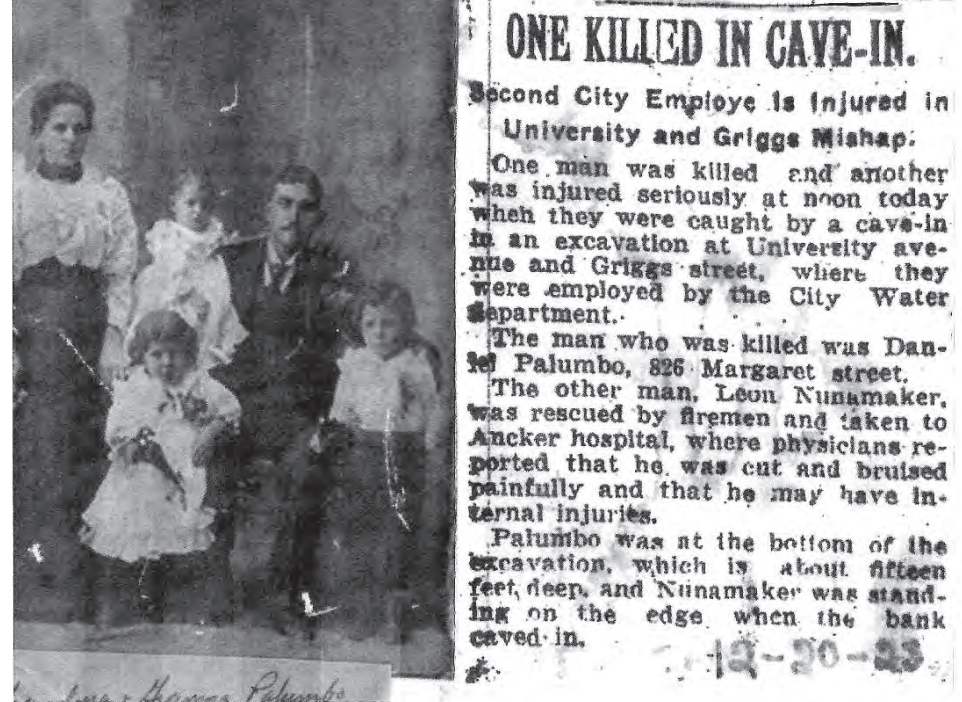 ONE KILLED IN CAVE-IN.
Second City Employe Is Injured in
University and Griggs Mishap.
One man was killed and another
was injured seriously at noon today
wheh they were caught by a cave-in
in an excavation at University ave-
nue and Griggs street, where they
were employed by the City Water
department.
The man who was killed was Dan-
iel Palumbo, 826 Margaret street.
The other man, Leon Nunamaker,
was rescued by firemen and taken to
Ancker hospital, where physicians re-
ported that he was cut and bruised
painfully and that he may have in-
ternal injuries.
Palumbo was at the bottom of the
excavation, which is about fifteen
feet deep, and Nunamaker was stand-
ing on the edge when the bank
caved in.
12-20-23
Palumbo